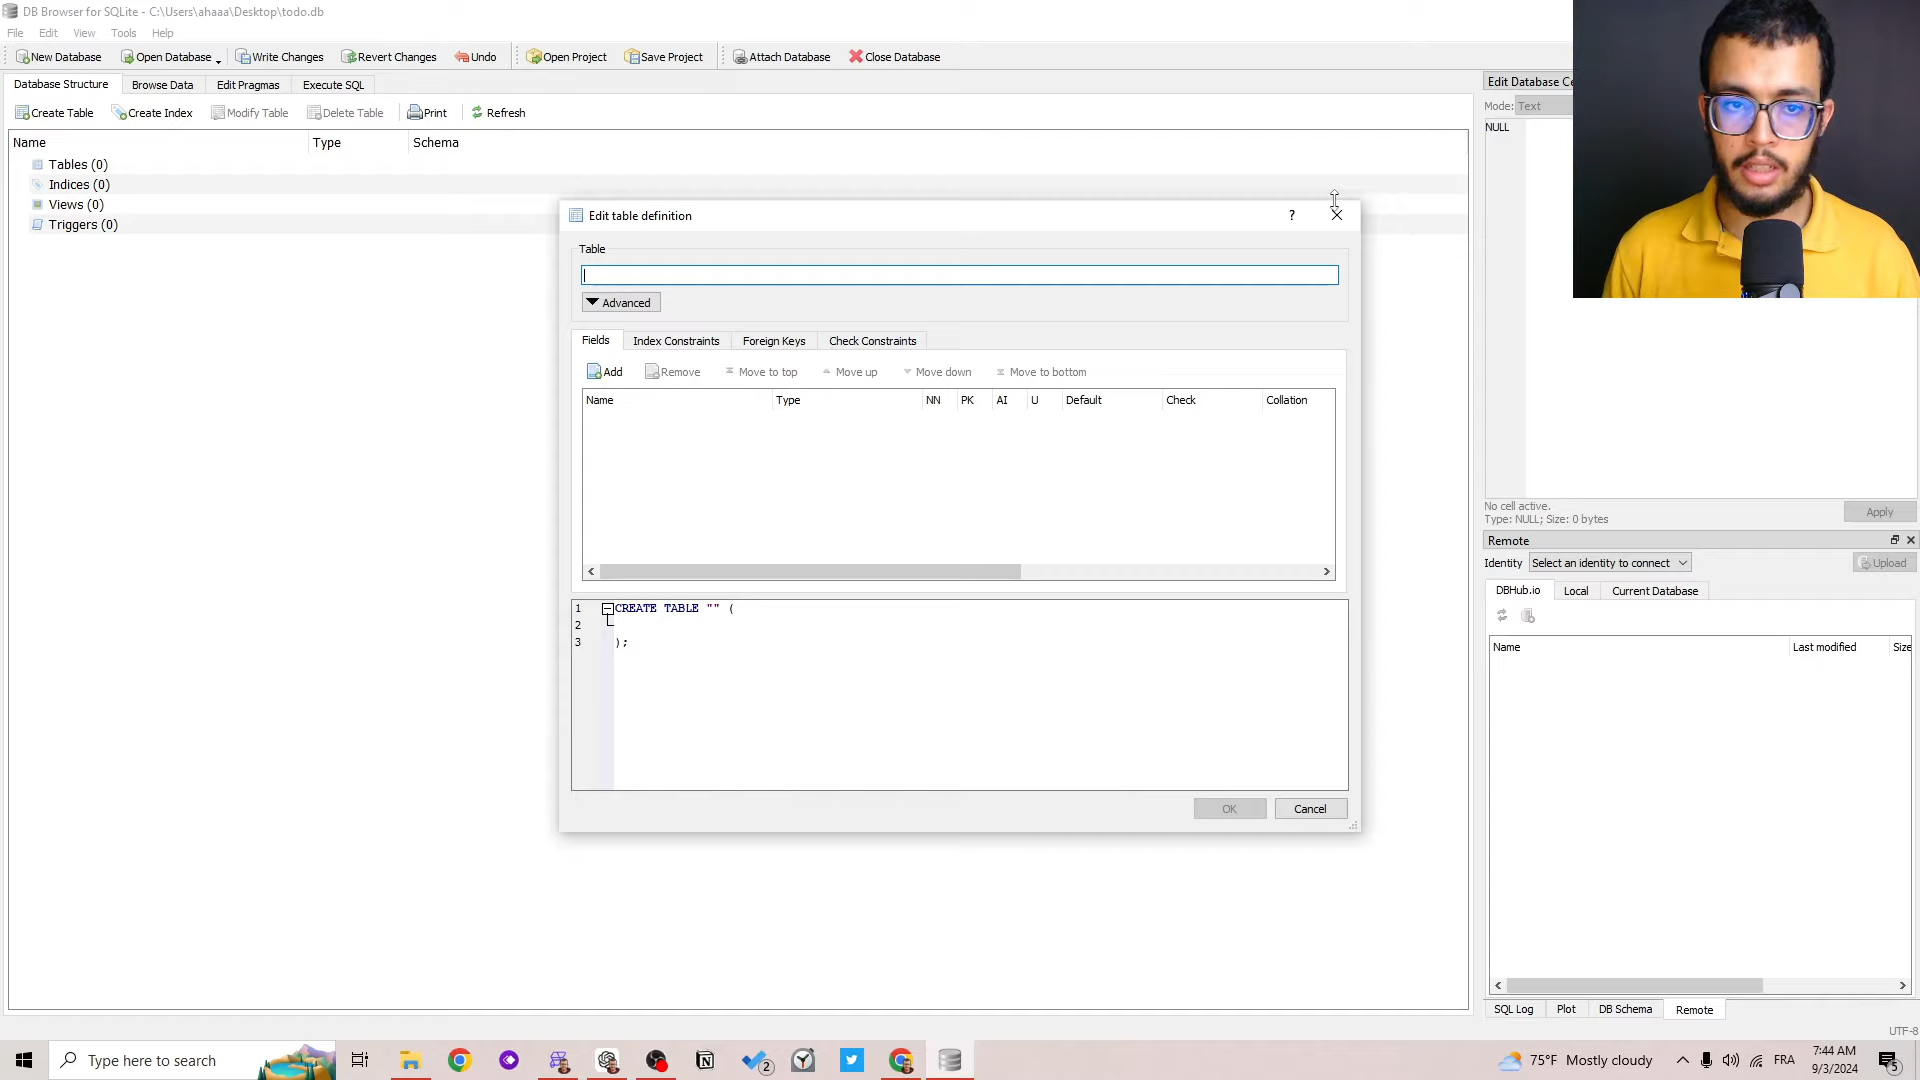 DB Browser for SQLite - C:\Users\ahaaa\Desktop\todo.db
File Edit View Tools Help
New Database Open Database Write Changes Revert Changes Undo Open Project Save Project Attach Database Close Database
Database Structure Browse Data Edit Pragmas Execute SQL
Create Table Create Index Modify Table Delete Table Print Refresh
Name Type Schema
Tables (0)
Indices (0)
Views (0)
Triggers (0)
Edit table definition ?
Table
Advanced
Fields Index Constraints Foreign Keys Check Constraints
Add Remove Move to top Move up Move down Move to bottom
Name Type NN PK AI U Default Check Collation
1 CREATE TABLE "" (
2
3 );
OK Cancel
Edit Database Ce
Mode: Text
NULL
No cell active.
Type: NULL; Size: 0 bytes
Apply
Remote
Identity Select an identity to connect Upload
DBHub.io Local Current Database
Name Last modified Size
SQL Log Plot DB Schema Remote
UTF-8
Type here to search
2
75°F Mostly cloudy
FRA
7:44 AM
9/3/2024
5